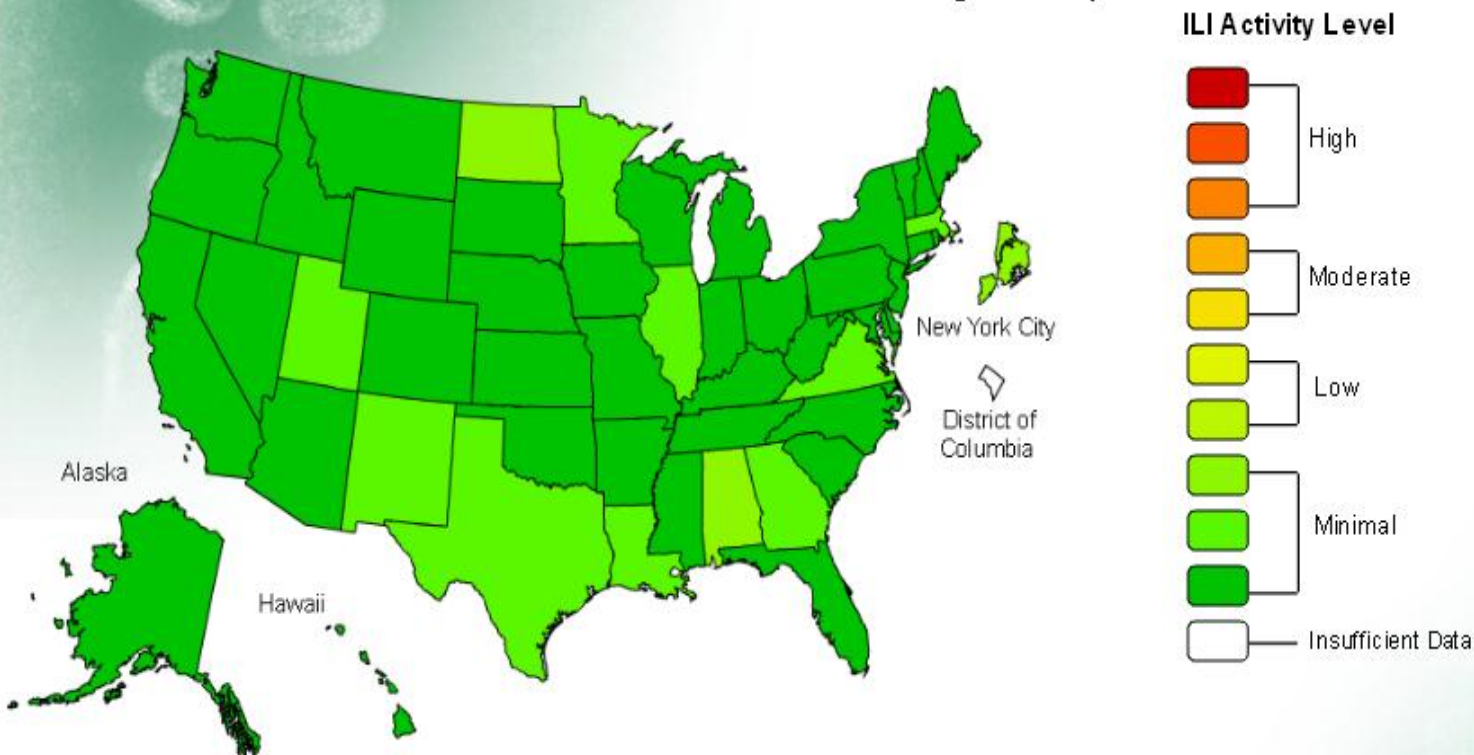 ILI Activity Level
High
Moderate
Low
Minimal
Insufficient Data
New York City
District of
Columbia
Alaska
Hawaii